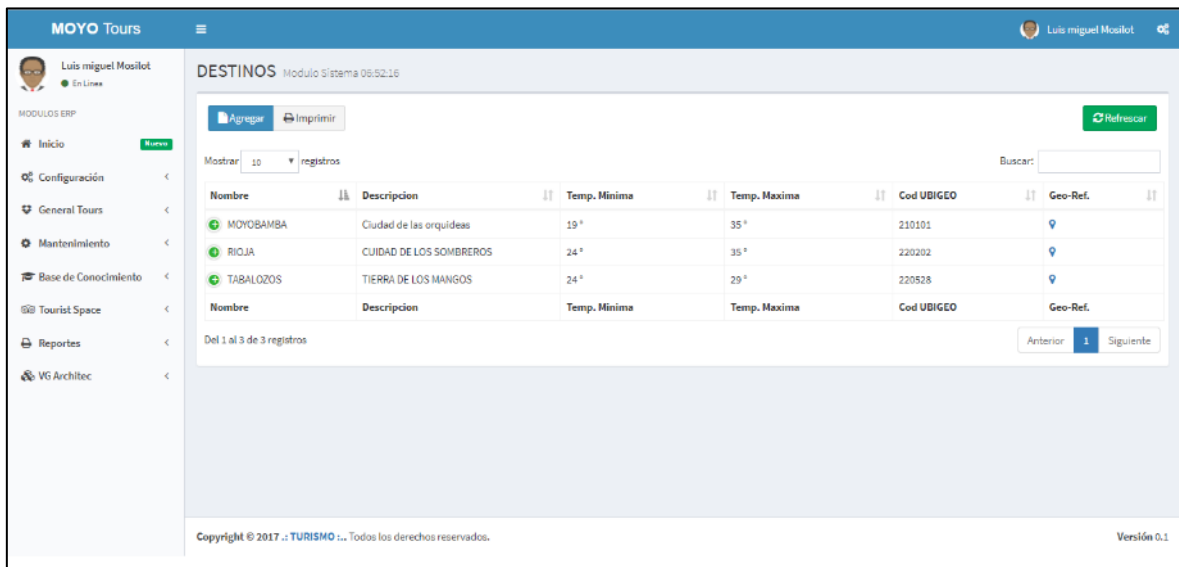 MOYO Tours
Luis miguel Mosilot
Luis miguel Mosilot
En Linea
MODULOS ERP
Inicio Nuevo
Configuración
General Tours
Mantenimiento
Base de Conocimiento
Tourist Space
Reportes
VG Architec
DESTINOS Modulo Sistema 06:52:16
Agregar Imprimir Refrescar
Mostrar 10 registros Buscar:
Nombre Descripcion Temp. Minima Temp. Maxima Cod UBIGEO Geo-Ref.
MOYOBAMBA Ciudad de las orquideas 19 ° 35 ° 210101
RIOJA CUIDAD DE LOS SOMBREROS 24 ° 35 ° 220202
TABALOZOS TIERRA DE LOS MANGOS 24 ° 29 ° 220528
Nombre Descripcion Temp. Minima Temp. Maxima Cod UBIGEO Geo-Ref.
Del 1 al 3 de 3 registros Anterior 1 Siguiente
Copyright © 2017 .: TURISMO :.. Todos los derechos reservados. Versión 0.1